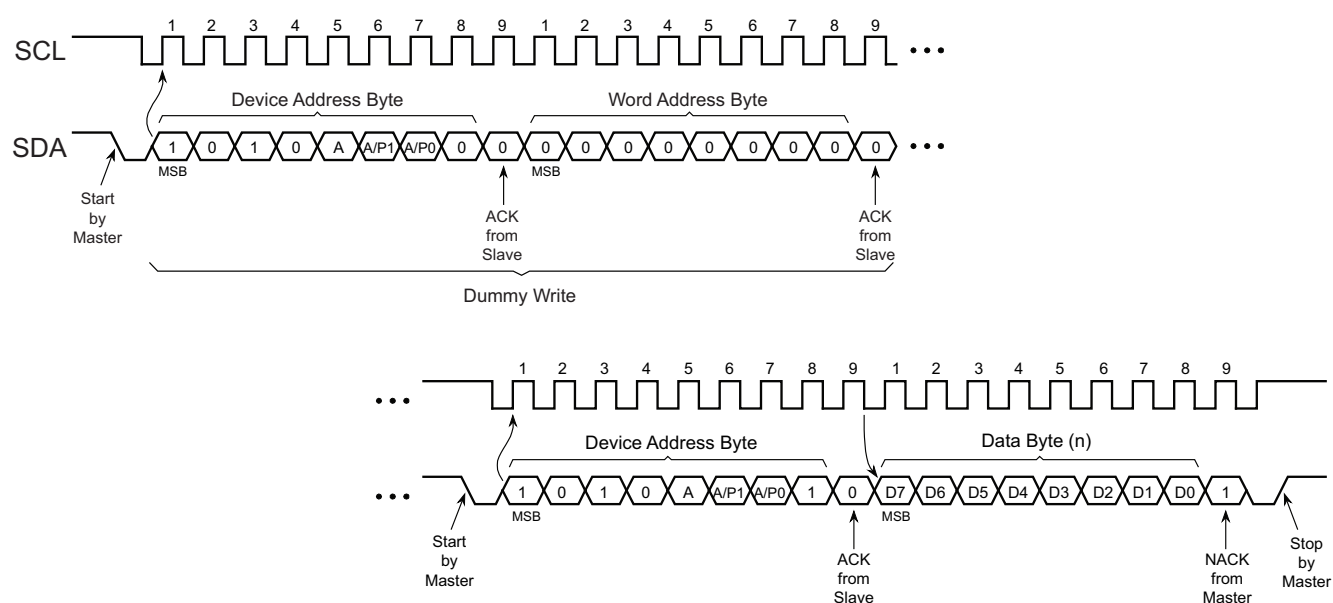 1 2 3 4 5 6 7 8 9 1 2 3 4 5 6 7 8 9
SCL
Device Address Byte Word Address Byte
SDA 1 0 1 0 A A/P1 A/P0 0 0 0 0 0 0 0 0 0 0 0
MSB MSB
Start
by
Master
ACK
from
Slave
ACK
from
Slave
Dummy Write
1 2 3 4 5 6 7 8 9 1 2 3 4 5 6 7 8 9
Device Address Byte Data Byte (n)
1 0 1 0 A A/P1 A/P0 1 0 D7 D6 D5 D4 D3 D2 D1 D0 1
MSB MSB
Start
by
Master
ACK
from
Slave
NACK
from
Master
Stop
by
Master